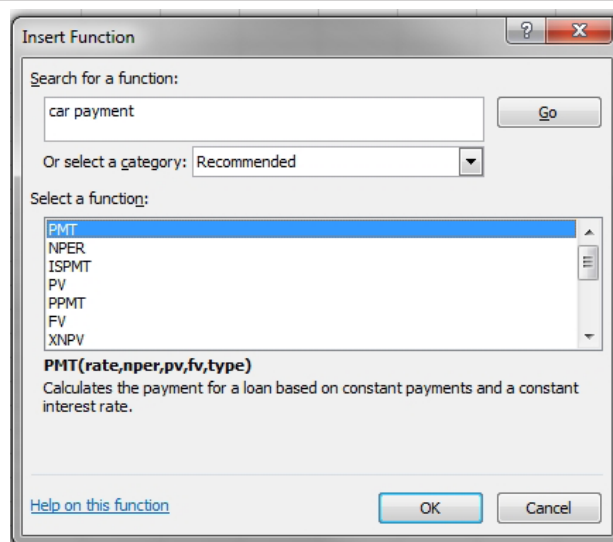 Insert Function
Search for a function:
car payment
Go
Or select a category: Recommended
Select a function:
PMT
NPER
ISPMT
PV
PPMT
FV
XNPV
PMT(rate,nper,pv,fv,type)
Calculates the payment for a loan based on constant payments and a constant
interest rate.
Help on this function
OK
Cancel